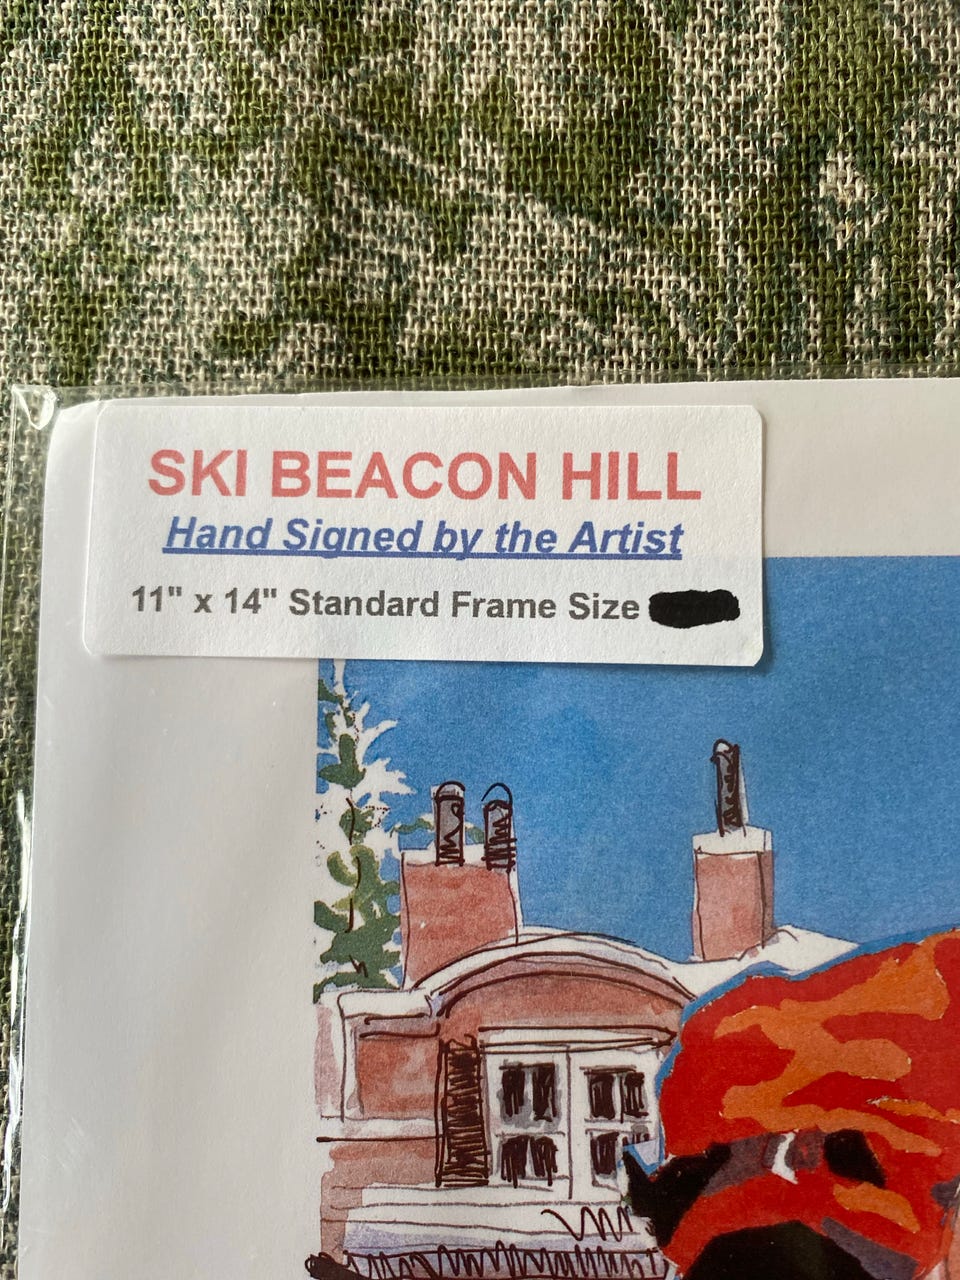 SKI BEACON HILL
Hand Signed by the Artist
11" x 14" Standard Frame Size